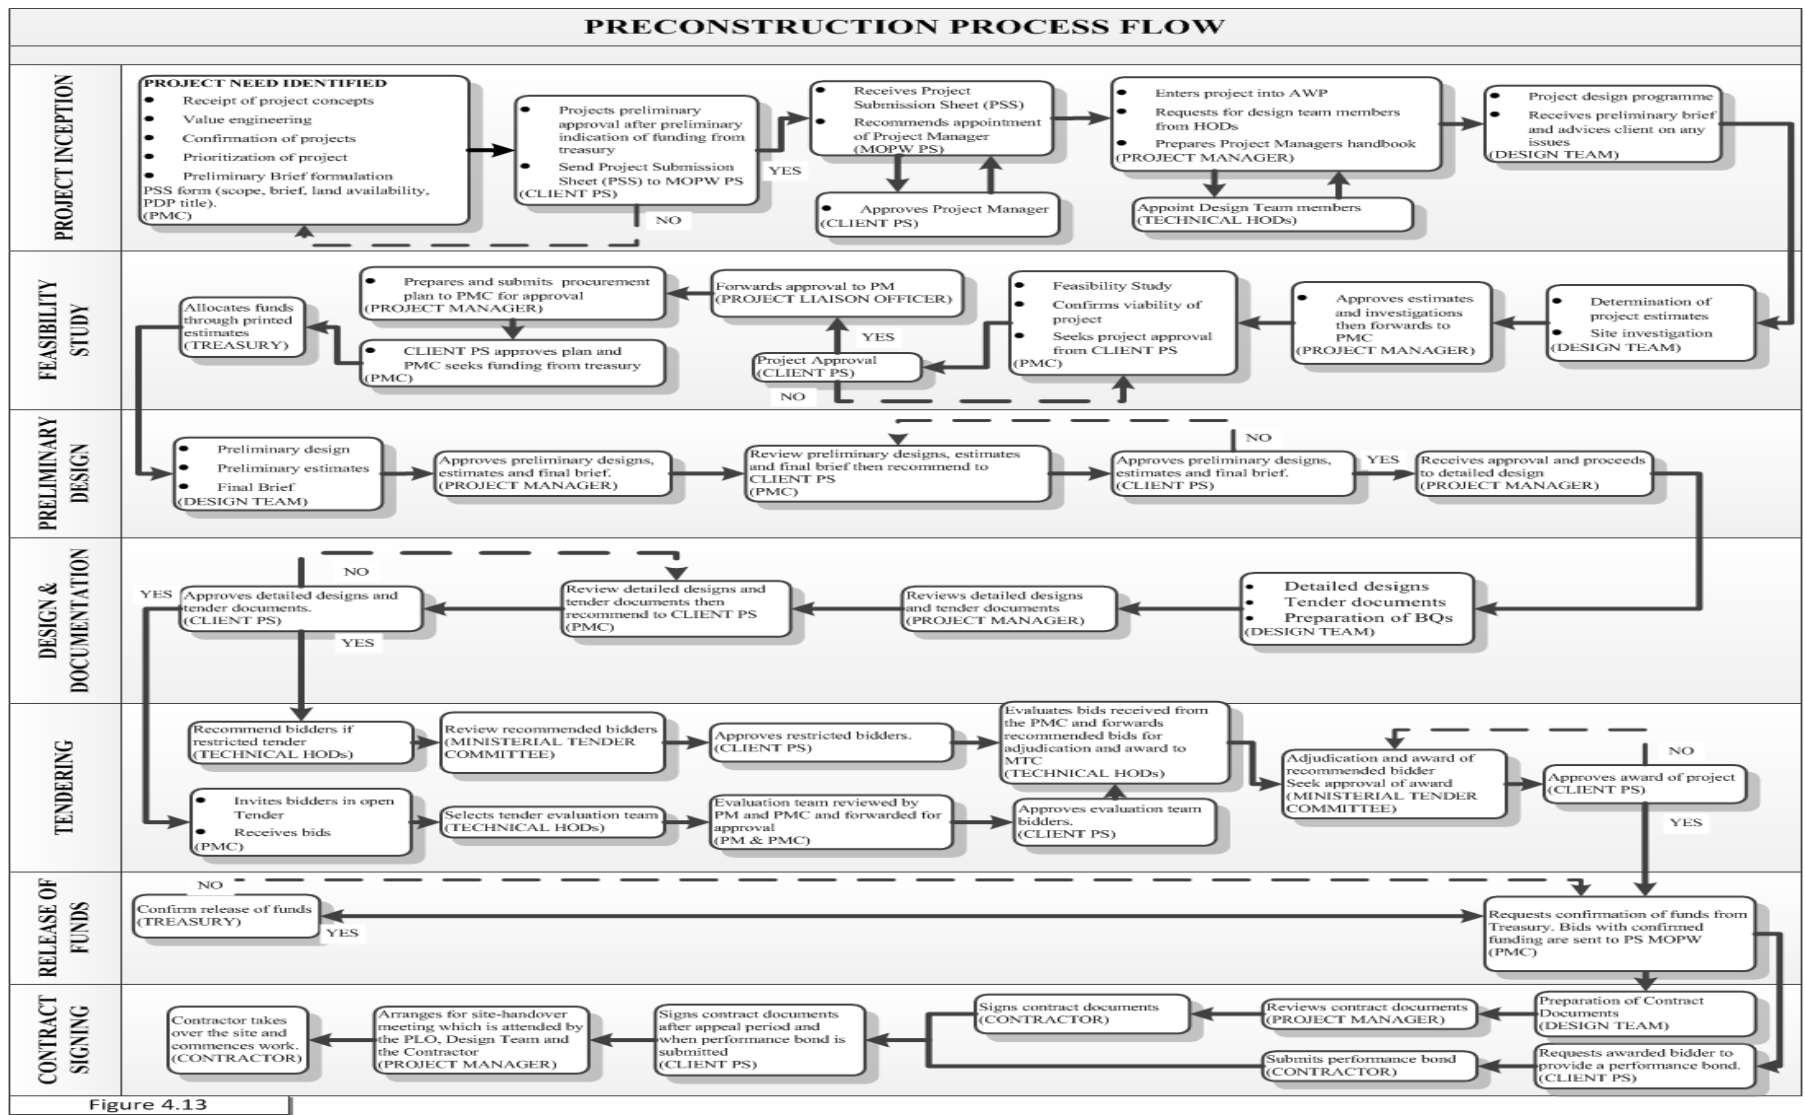 PRECONSTRUCTION PROCESS FLOW
PROJECT INCEPTION
PROJECT NEED IDENTIFIED
• Receipt of project concepts
• Value engineering
• Confirmation of projects
• Prioritization of project
• Preliminary Brief formulation
PSS form (scope, brief, land availability,
PDP title).
(PMC)
• Projects preliminary
approval after preliminary
indication of funding from
treasury
• Send Project Submission
Sheet (PSS) to MOPW PS
(CLIENT PS)
YES
NO
• Receives Project
Submission Sheet (PSS)
• Recommends appointment
of Project Manager
(MOPW PS)
• Approves Project Manager
(CLIENT PS)
• Enters project into AWP
• Requests for design team members
from HODs
• Prepares Project Managers handbook
(PROJECT MANAGER)
Appoint Design Team members
(TECHNICAL HODs)
• Project design programme
• Receives preliminary brief
and advices client on any
issues
(DESIGN TEAM)
FEASIBILITY
STUDY
• Determination of
project estimates
• Site investigation
(DESIGN TEAM)
• Approves estimates
and investigations
then forwards to
PMC
(PROJECT MANAGER)
• Feasibility Study
• Confirms viability of
project
• Seeks project approval
from CLIENT PS
(PMC)
Project Approval
(CLIENT PS)
YES
NO
Forwards approval to PM
(PROJECT LIAISON OFFICER)
• Prepares and submits procurement
plan to PMC for approval
(PROJECT MANAGER)
• CLIENT PS approves plan and
PMC seeks funding from treasury
(PMC)
Allocates funds
through printed
estimates
(TREASURY)
PRELIMINARY
DESIGN
• Preliminary design
• Preliminary estimates
• Final Brief
(DESIGN TEAM)
Approves preliminary designs,
estimates and final brief.
(PROJECT MANAGER)
Review preliminary designs, estimates
and final brief then recommend to
CLIENT PS
(PMC)
NO
Approves preliminary designs,
estimates and final brief.
(CLIENT PS)
YES
Receives approval and proceeds
to detailed design
(PROJECT MANAGER)
DESIGN &
DOCUMENTATION
• Detailed designs
• Tender documents
• Preparation of BQs
(DESIGN TEAM)
Reviews detailed designs
and tender documents
(PROJECT MANAGER)
Review detailed designs and
tender documents then
recommend to CLIENT PS
(PMC)
NO
YES
Approves detailed designs and
tender documents.
(CLIENT PS)
YES
TENDERING
Recommend bidders if
restricted tender
(TECHNICAL HODs)
Review recommended bidders
(MINISTERIAL TENDER
COMMITTEE)
Approves restricted bidders.
(CLIENT PS)
Evaluates bids received from
the PMC and forwards
recommended bids for
adjudication and award to
MTC
(TECHNICAL HODs)
• Invites bidders in open
Tender
• Receives bids
(PMC)
Selects tender evaluation team
(TECHNICAL HODs)
Evaluation team reviewed by
PM and PMC and forwarded for
approval
(PM & PMC)
Approves evaluation team
bidders.
(CLIENT PS)
Adjudication and award of
recommended bidder
Seek approval of award
(MINISTERIAL TENDER
COMMITTEE)
NO
Approves award of project
(CLIENT PS)
YES
RELEASE OF
FUNDS
NO
Confirm release of funds
(TREASURY)
YES
Requests confirmation of funds from
Treasury. Bids with confirmed
funding are sent to PS MOPW
(PMC)
CONTRACT
SIGNING
Preparation of Contract
Documents
(DESIGN TEAM)
Requests awarded bidder to
provide a performance bond.
(CLIENT PS)
Reviews contract documents
(PROJECT MANAGER)
Submits performance bond
(CONTRACTOR)
Signs contract documents
(CONTRACTOR)
Signs contract documents
after appeal period and
when performance bond is
submitted
(CLIENT PS)
Arranges for site-handover
meeting which is attended by
the PLO, Design Team and
the Contractor
(PROJECT MANAGER)
Contractor takes
over the site and
commences work.
(CONTRACTOR)
Figure 4.13